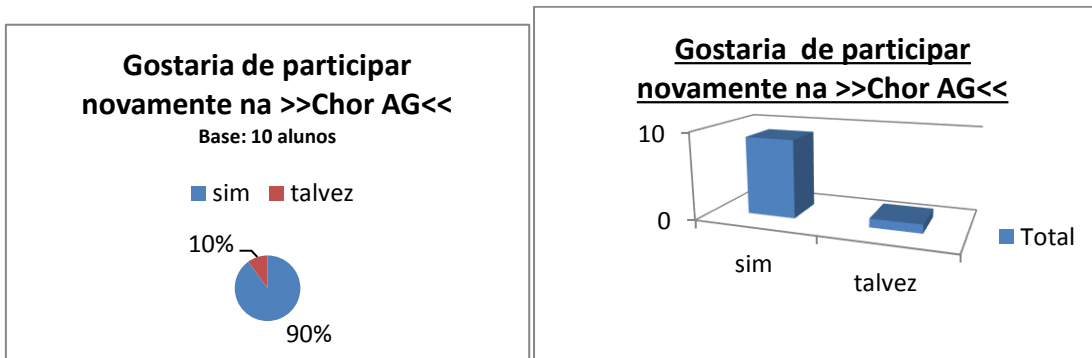 Gostaria de participar
novamente na >>Chor AG<<
Base: 10 alunos
sim talvez
10%
90%
Gostaria de participar
novamente na >>Chor AG<<
10
0
sim
talvez
Total